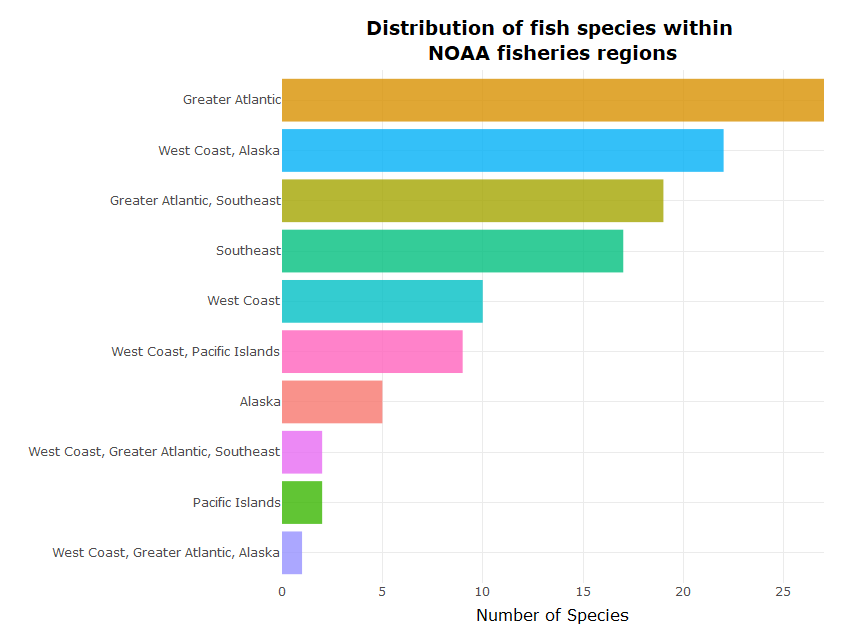 Distribution of fish species within
NOAA fisheries regions
Greater Atlantic
West Coast, Alaska
Greater Atlantic, Southeast
Southeast
West Coast
West Coast, Pacific Islands
Alaska
West Coast, Greater Atlantic, Southeast
Pacific Islands
West Coast, Greater Atlantic, Alaska
0 5 10 15 20 25
Number of Species